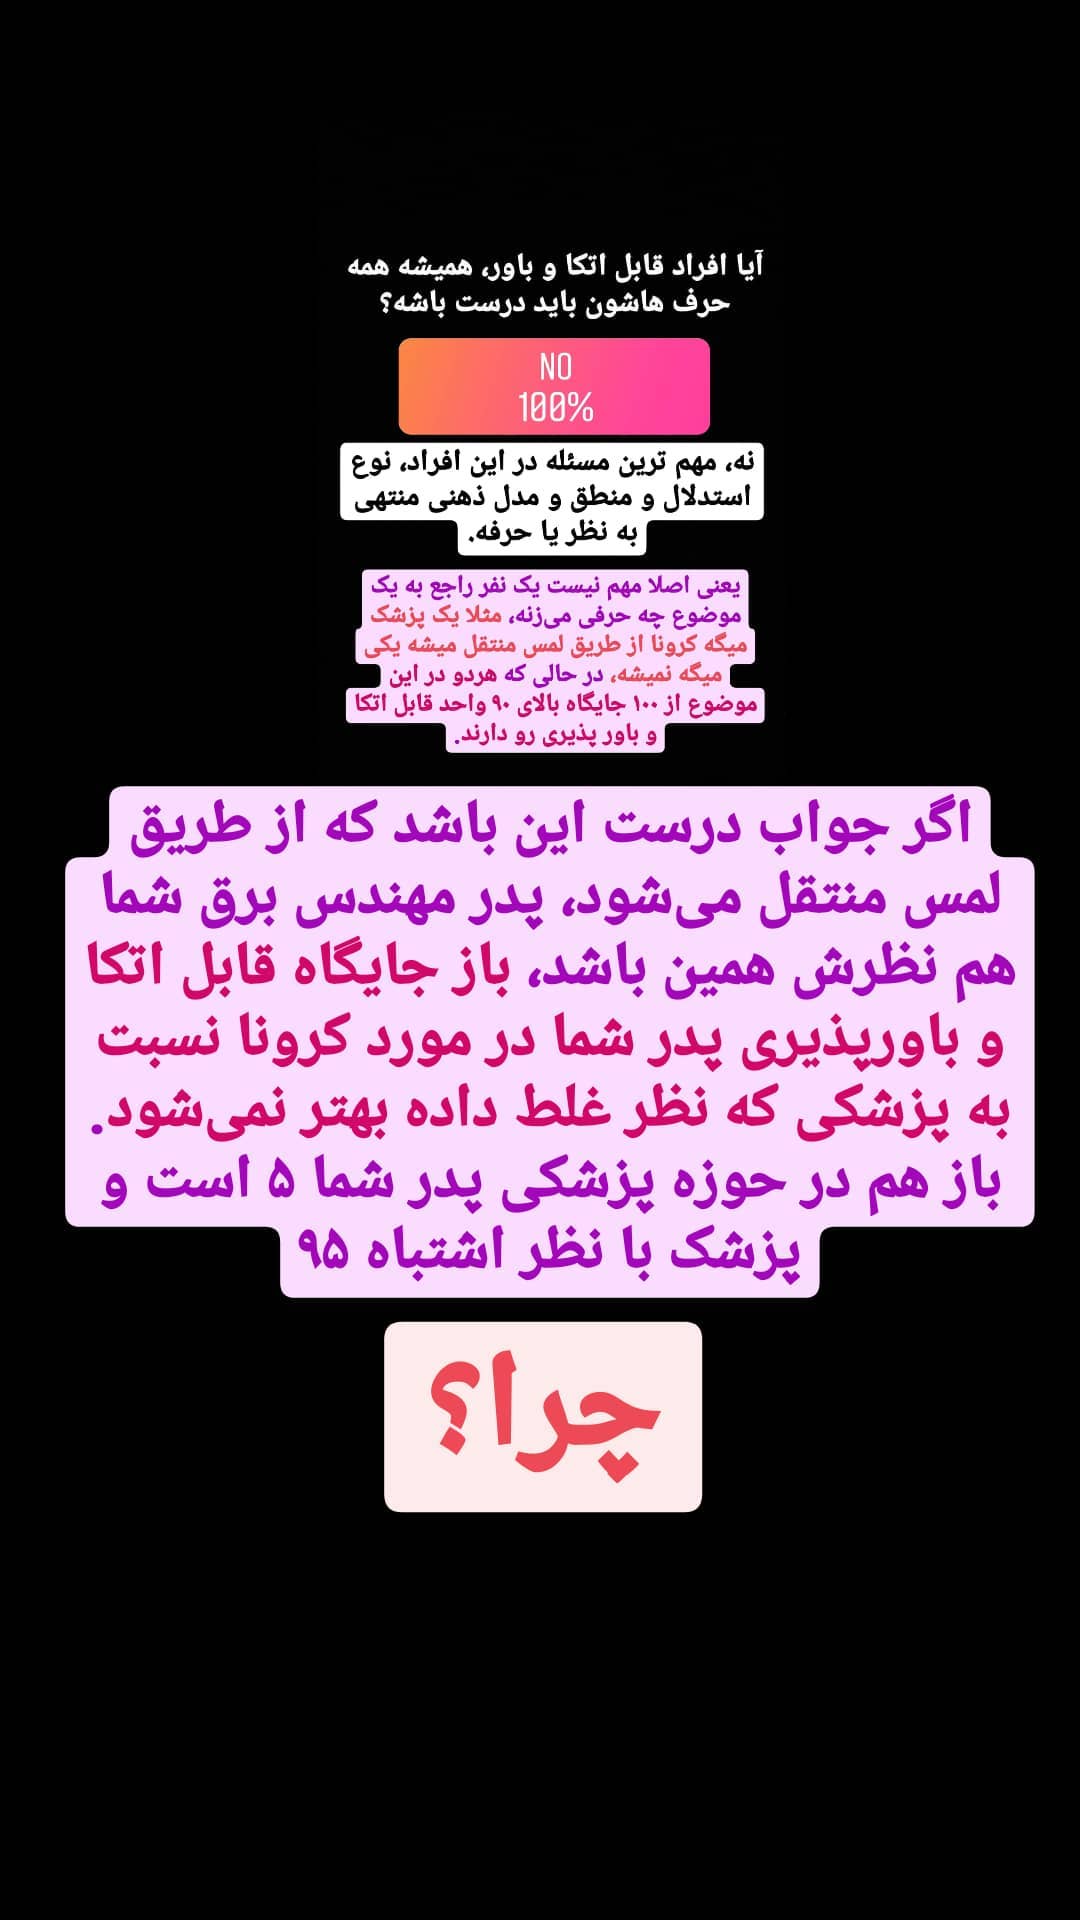 آیا افراد قابل اتکا و باور، همیشه همه
حرف هاشون باید درست باشه؟
NO
100%
نه، مهم ترین مسئله در این افراد، نوع
استدلال و منطق و مدل ذهنی منتهی
به نظر یا حرفه.
یعنی اصلا مهم نیست یک نفر راجع به یک
موضوع چه حرفی می‌زنه، مثلا یک پزشک
میگه کرونا از طریق لمس منتقل میشه یکی
میگه نمیشه، در حالی که هردو در این
موضوع از ۱۰۰ جایگاه بالای ۹۰ واحد قابل اتکا
و باور پذیری رو دارند.
اگر جواب درست این باشد که از طریق
لمس منتقل می‌شود، پدر مهندس برق شما
هم نظرش همین باشد، باز جایگاه قابل اتکا
و باورپذیری پدر شما در مورد کرونا نسبت
به پزشکی که نظر غلط داده بهتر نمی‌شود.
باز هم در حوزه پزشکی پدر شما ۵ است و
پزشک با نظر اشتباه ۹۵
چرا؟